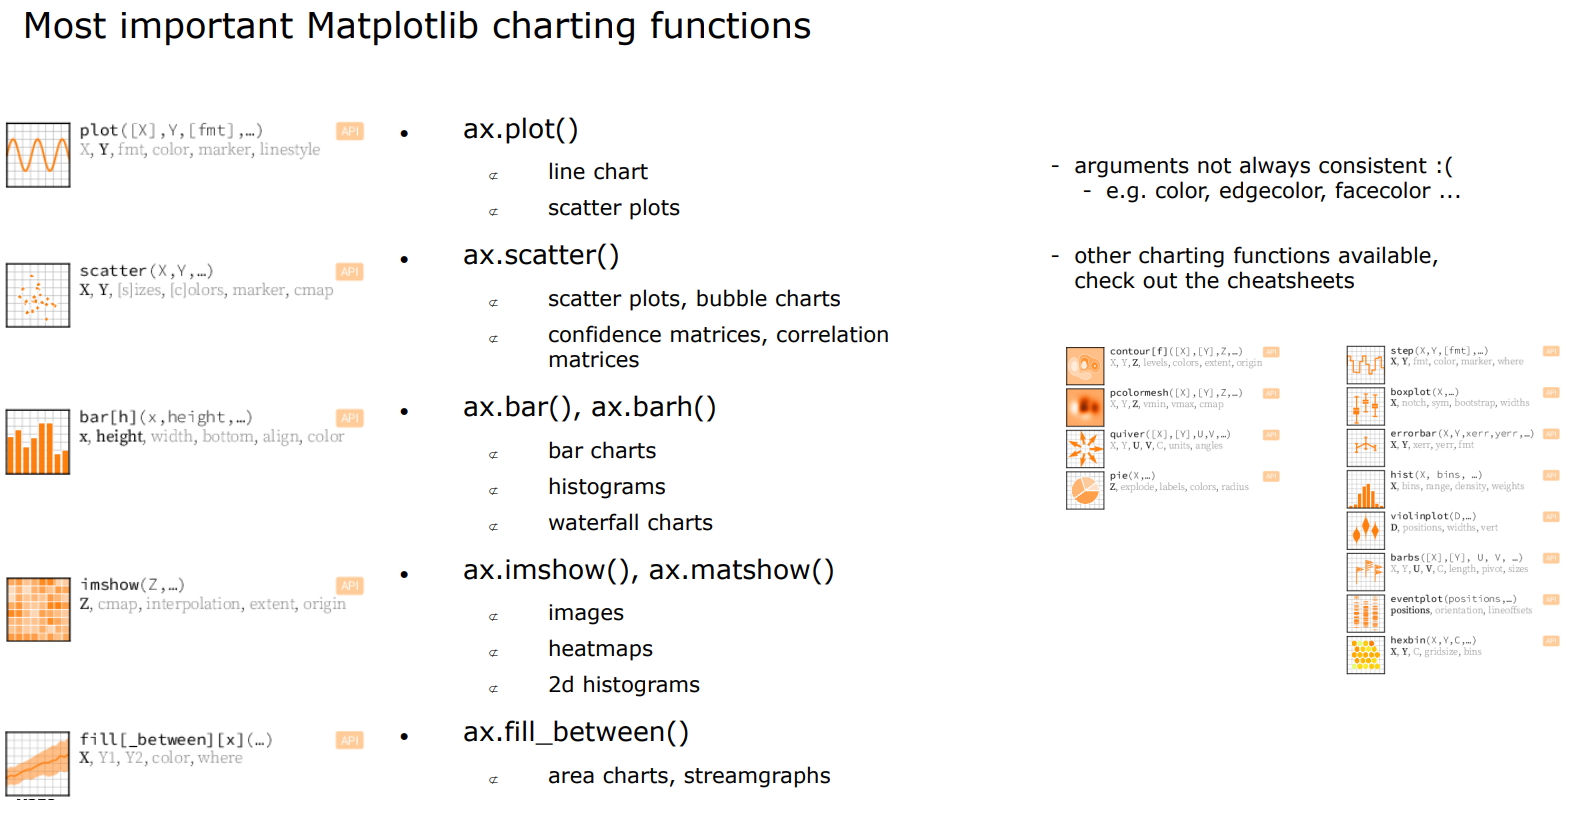 Most important Matplotlib charting functions
plot([X],Y,[fmt],…)
API
X, Y, fmt, color, marker, linestyle
scatter(X,Y,…)
API
X, Y, [s]izes, [c]olors, marker, cmap
bar[h](x,height,…)
API
x, height, width, bottom, align, color
imshow(Z,…)
API
Z, cmap, interpolation, extent, origin
fill[_between][x](…)
API
X, Y1, Y2, color, where
• ax.plot()
⊄ line chart
⊄ scatter plots
• ax.scatter()
⊄ scatter plots, bubble charts
⊄ confidence matrices, correlation
matrices
• ax.bar(), ax.barh()
⊄ bar charts
⊄ histograms
⊄ waterfall charts
• ax.imshow(), ax.matshow()
⊄ images
⊄ heatmaps
⊄ 2d histograms
• ax.fill_between()
⊄ area charts, streamgraphs
- arguments not always consistent :(
- e.g. color, edgecolor, facecolor ...
- other charting functions available,
check out the cheatsheets
contour[f]([X],[Y],Z,…)
API
X, Y, Z, levels, colors, extent, origin
pcolormesh([X],[Y],Z,…)
API
X, Y, Z, vmin, vmax, cmap
quiver([X],[Y],U,V,…)
API
X, Y, U, V, C, units, angles
pie(X,…)
API
Z, explode, labels, colors, radius
step(X,Y,[fmt],…)
API
X, Y, fmt, color, marker, where
boxplot(X,…)
API
X, notch, sym, bootstrap, widths
errorbar(X,Y,xerr,yerr,…)
API
X, Y, xerr, yerr, fmt
hist(X, bins, …)
API
X, bins, range, density, weights
violinplot(D,…)
API
D, positions, widths, vert
barbs([X],[Y], U, V, …)
API
X, Y, U, V, C, length, pivot, sizes
eventplot(positions,…)
API
positions, orientation, lineoffsets
hexbin(X,Y,C,…)
API
X, Y, C, gridsize, bins